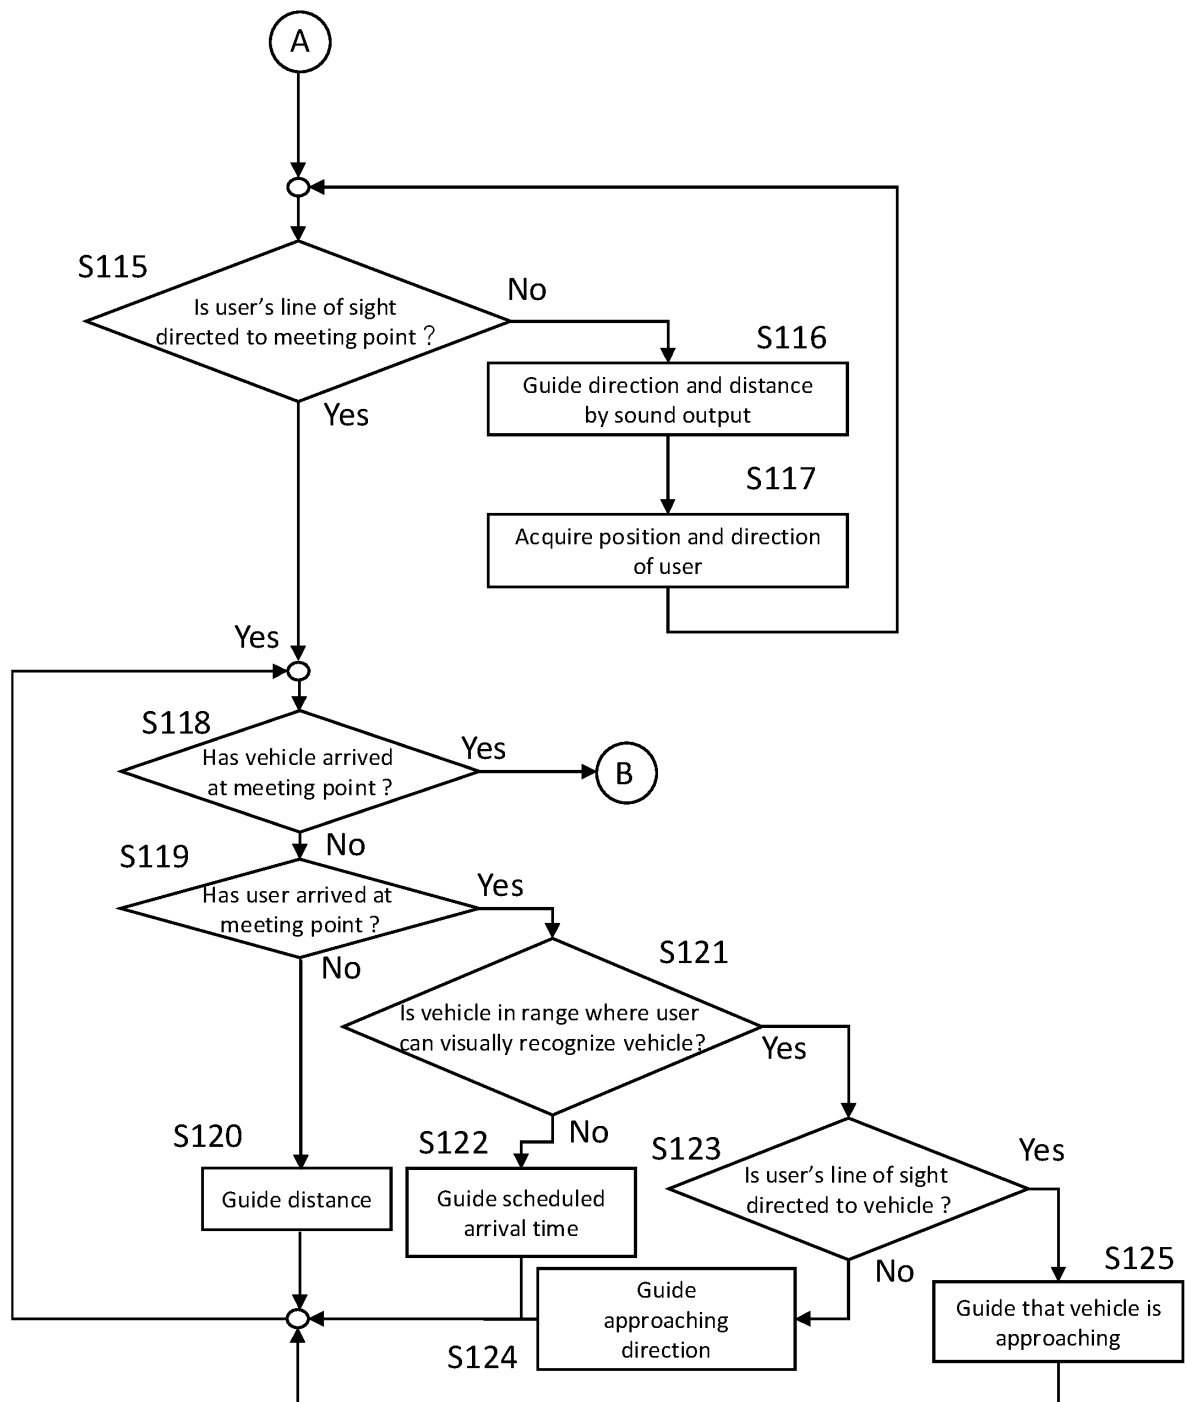 A
S115
No
Is user’s line of sight
directed to meeting point ?
S116
Guide direction and distance
by sound output
Yes
S117
Acquire position and direction
of user
Yes
S118
Yes
Has vehicle arrived
at meeting point ?
B
No
S119
Yes
Has user arrived at
meeting point ?
No
S121
Is vehicle in range where user
can visually recognize vehicle?
Yes
S120
S122
No
S123
Yes
Guide distance
Guide scheduled
arrival time
Is user’s line of sight
directed to vehicle ?
No
S125
Guide
approaching
direction
Guide that vehicle is
approaching
S124